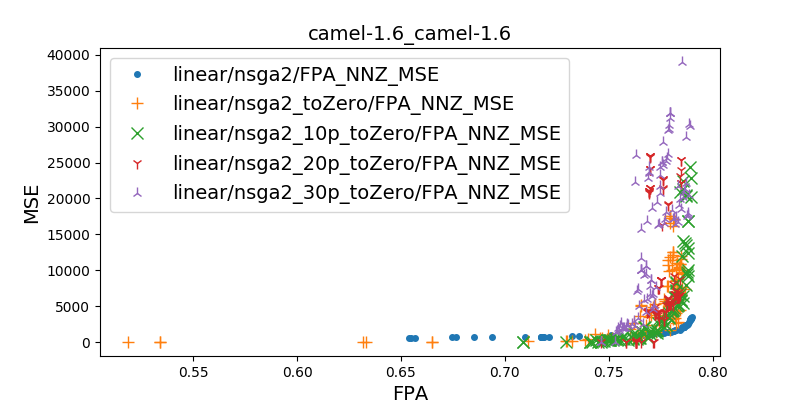 camel-1.6_camel-1.6
linear/nsga2/FPA_NNZ_MSE
linear/nsga2_toZero/FPA_NNZ_MSE
linear/nsga2_10p_toZero/FPA_NNZ_MSE
linear/nsga2_20p_toZero/FPA_NNZ_MSE
linear/nsga2_30p_toZero/FPA_NNZ_MSE
MSE
40000
35000
30000
25000
20000
15000
10000
5000
0
0.55 0.60 0.65 0.70 0.75 0.80
FPA